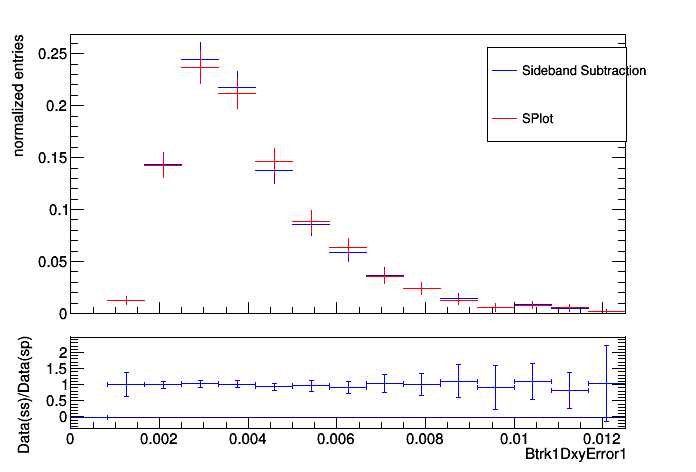 normalized entries
0.25
0.2
0.15
0.1
0.05
0
Sideband Subtraction
SPlot
Data(ss)/Data(sp)
2
1.5
1
0.5
0
0 0.002 0.004 0.006 0.008 0.01 0.012
Btrk1DxyError1